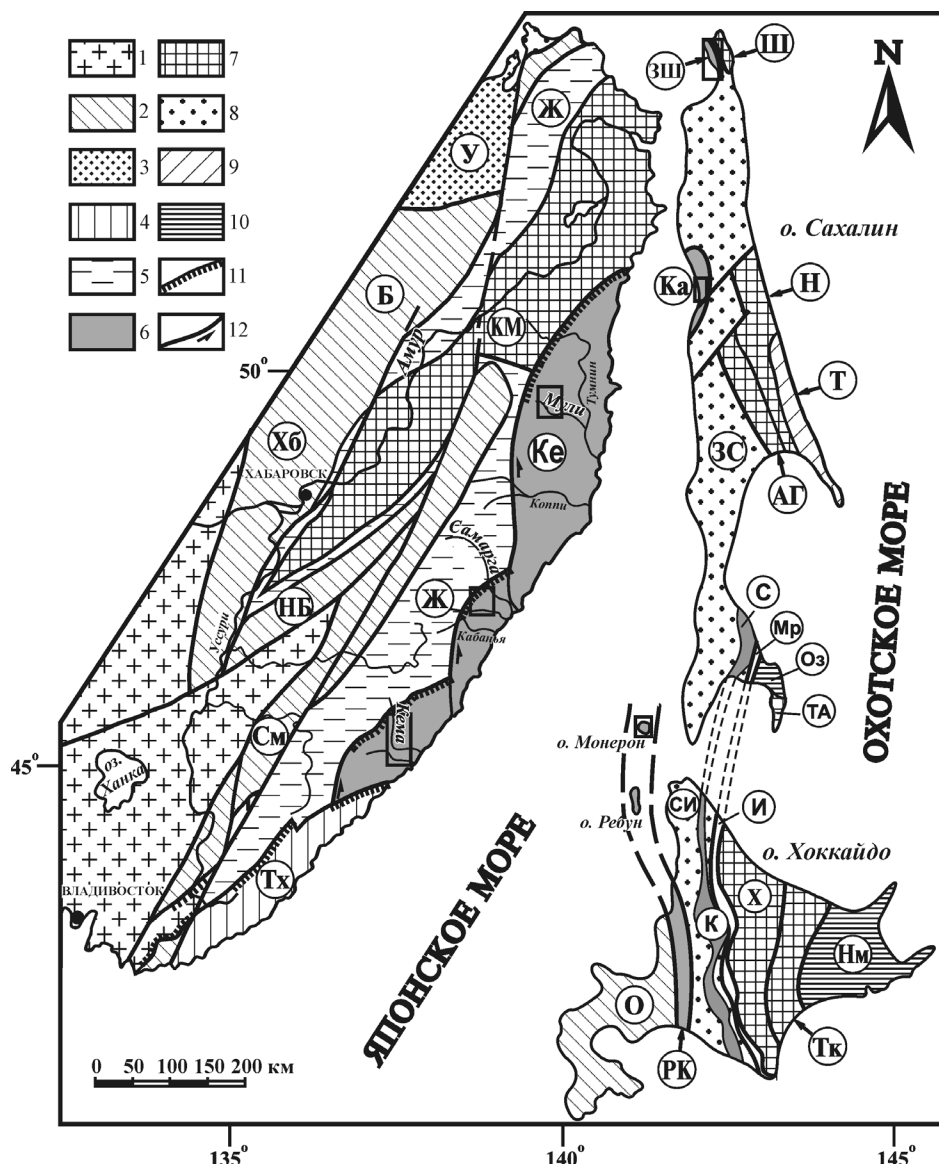 1
7
2
8
3
9
4
10
5
11
6
12
N
Ш
ЗШ
Ж
У
о. Сахалин
Ка
Н
Б
КМ
Амур
50°
Т
Мули
Тумнин
Хб
ХАБАРОВСК
Ке
ЗС
АГ
Коппи
Самарга
НБ
Ж
Уссури
Кабанья
С
Мр
Оз
ТА
ОХОТСКОЕ МОРЕ
См
Кема
о. Монерон
45°
оз. Ханка
о. Ребун
СИ
И
о. Хоккайдо
Тх
ВЛАДИВОСТОК
ЯПОНСКОЕ МОРЕ
Х
К
Нм
О
Тк
РК
0 50 100 150 200 км
135°
140°
145°